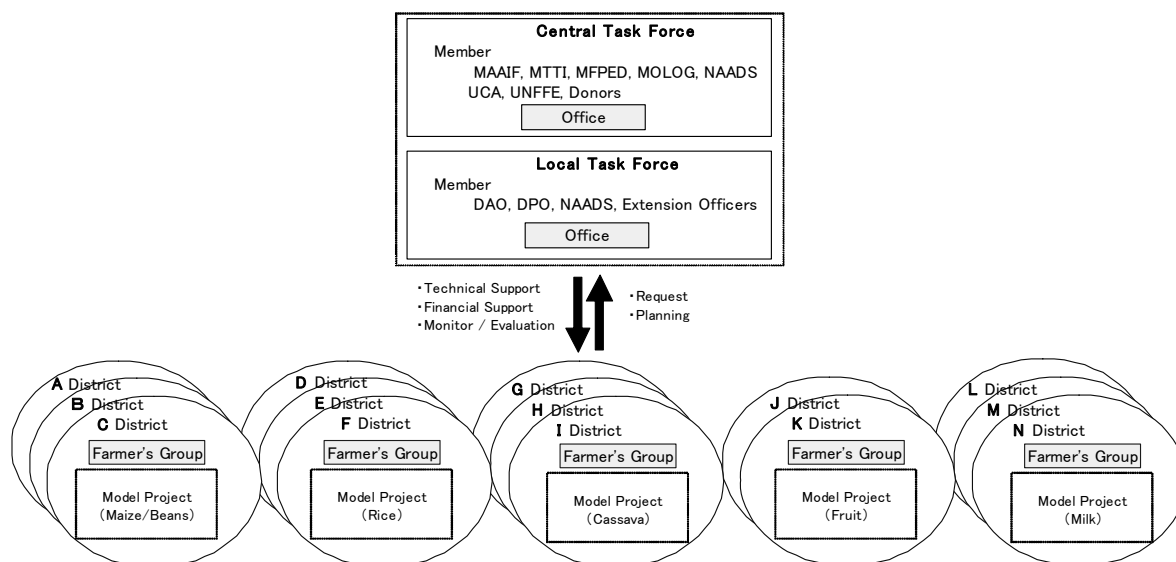 Central Task Force
Member
MAAIF, MTTI, MFPED, MOLOG, NAADS
UCA, UNFFE, Donors
Office
Local Task Force
Member
DAO, DPO, NAADS, Extension Officers
Office
・Technical Support
・Financial Support
・Monitor / Evaluation
・Request
・Planning
A District
B District
C District
Farmer's Group
Model Project
(Maize/Beans)
D District
E District
F District
Farmer's Group
Model Project
(Rice)
G District
H District
I District
Farmer's Group
Model Project
(Cassava)
J District
K District
Farmer's Group
Model Project
(Fruit)
L District
M District
N District
Farmer's Group
Model Project
(Milk)